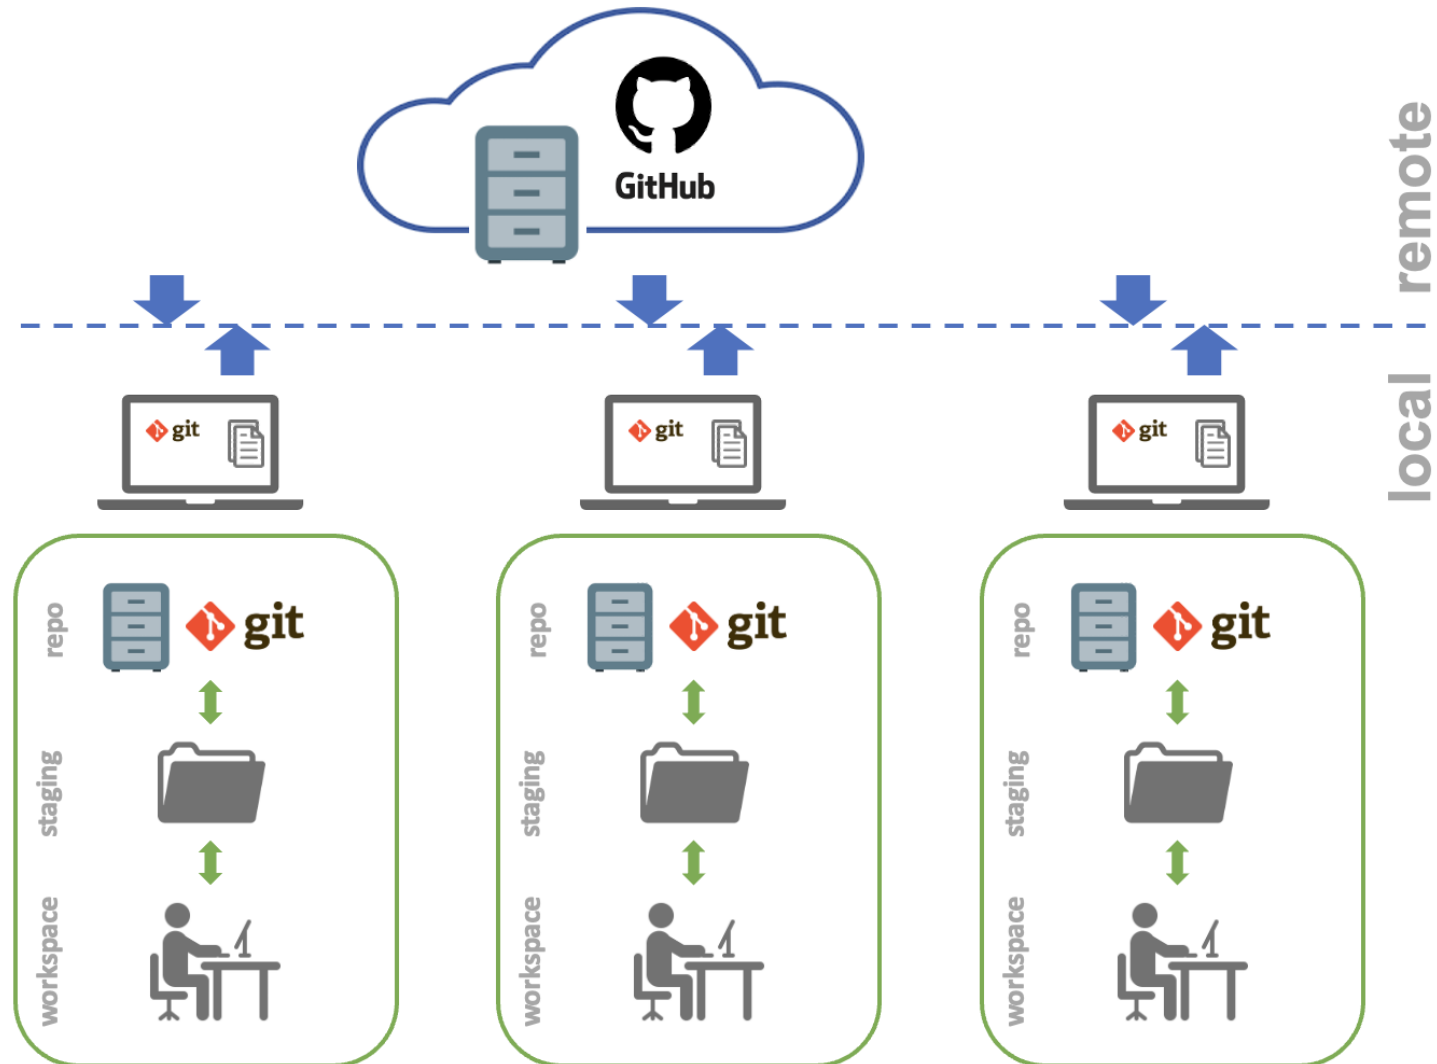 GitHub
remote
local
git
git
git
repo
git
repo
git
repo
git
staging
staging
staging
workspace
workspace
workspace